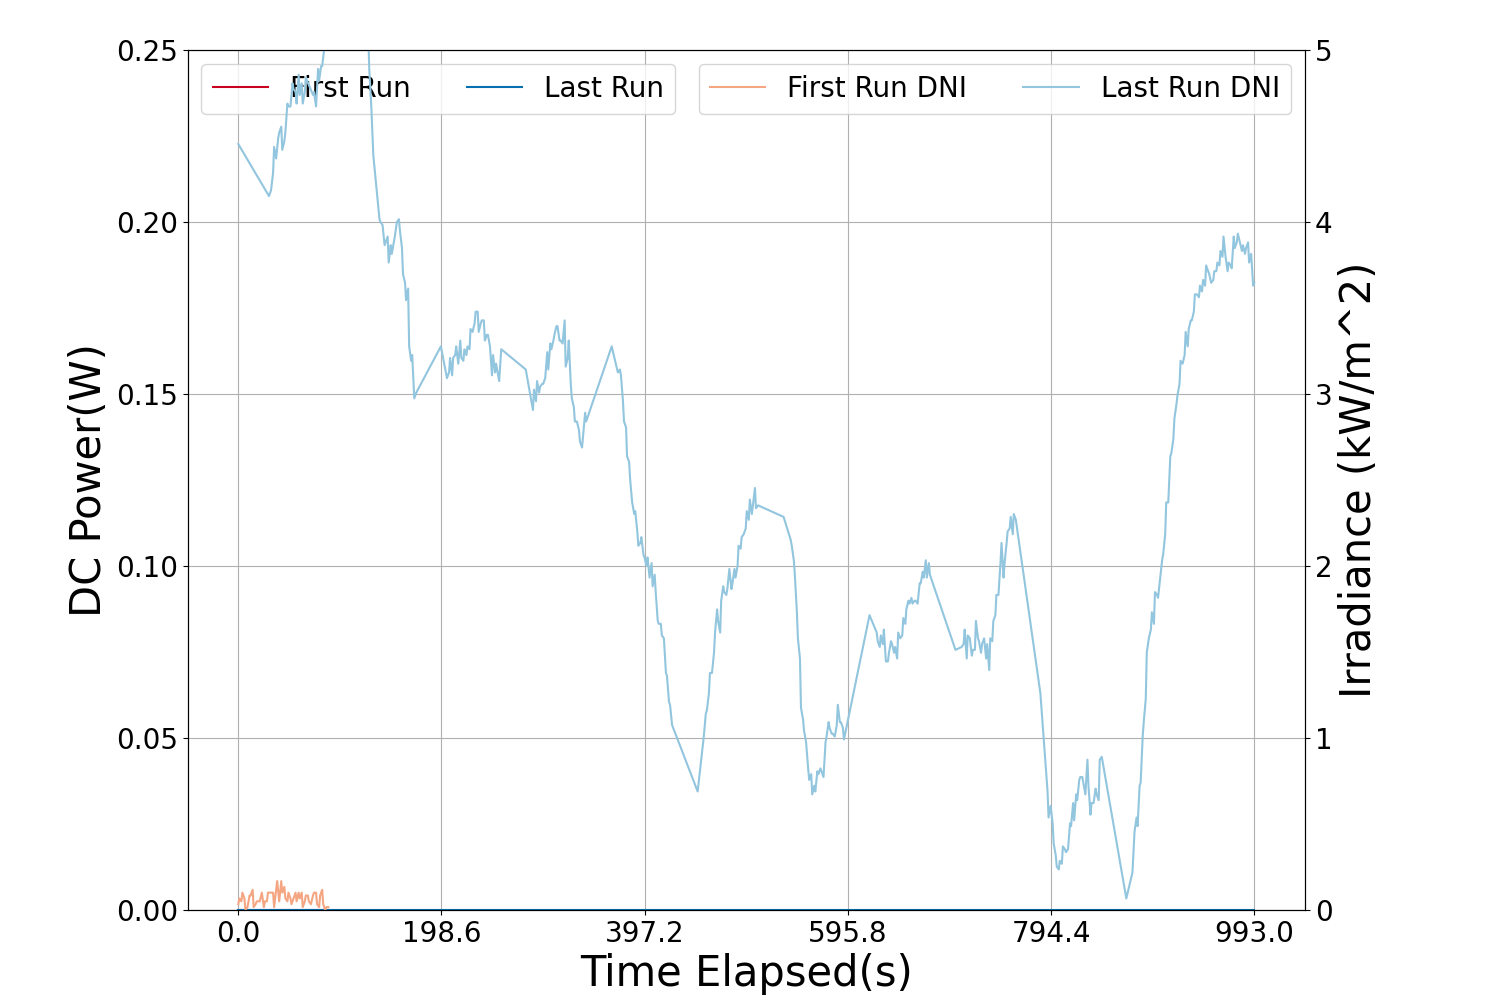 0.25
0.20
0.15
0.10
0.05
0.00
DC Power(W)
First Run
Last Run
First Run DNI
Last Run DNI
5
4
3
2
1
0
Irradiance (kW/m^2)
0.0
198.6
397.2
595.8
794.4
993.0
Time Elapsed(s)